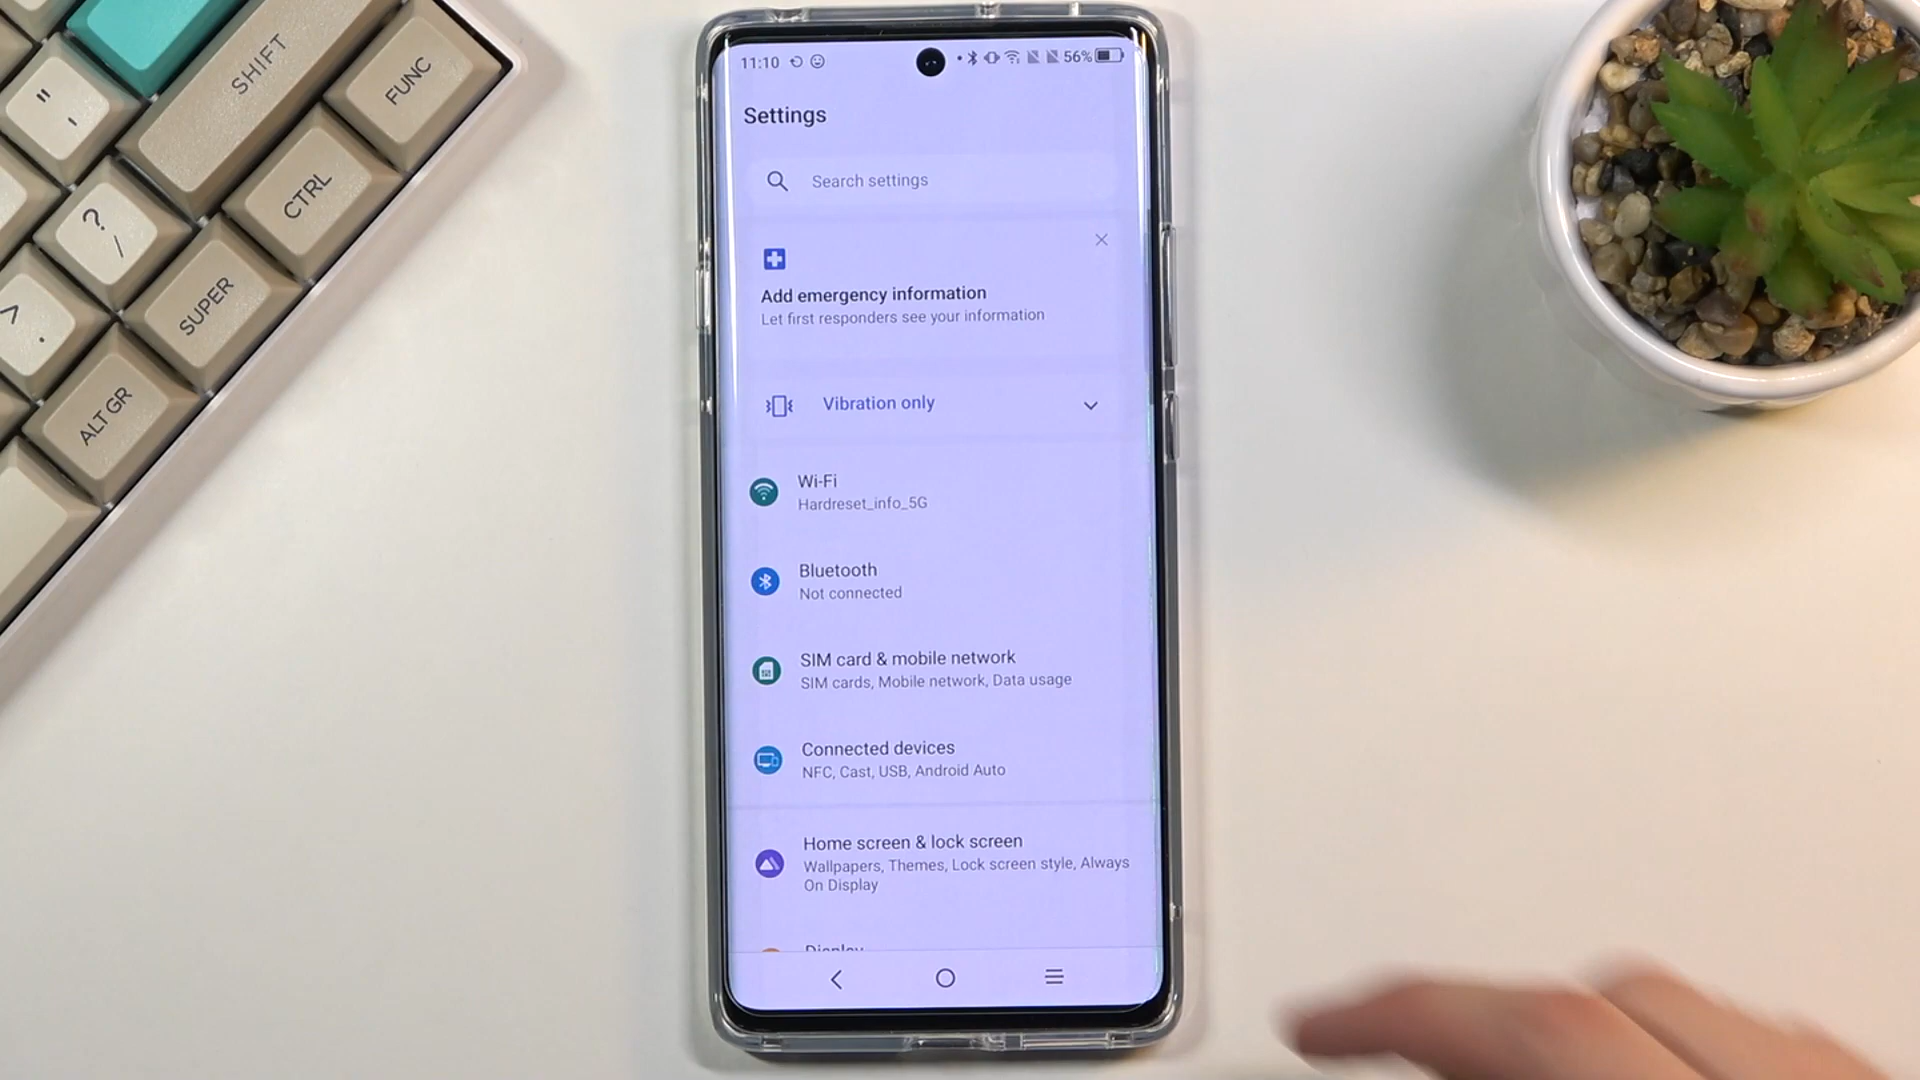 "
'
SHIFT
FUNC
?
/
CTRL
>
.
SUPER
ALT GR
11:10
56%
Settings
Search settings
Add emergency information
Let first responders see your information
Vibration only
Wi-Fi
Hardreset_info_5G
Bluetooth
Not connected
SIM card & mobile network
SIM cards, Mobile network, Data usage
Connected devices
NFC, Cast, USB, Android Auto
Home screen & lock screen
Wallpapers, Themes, Lock screen style, Always
On Display
Display